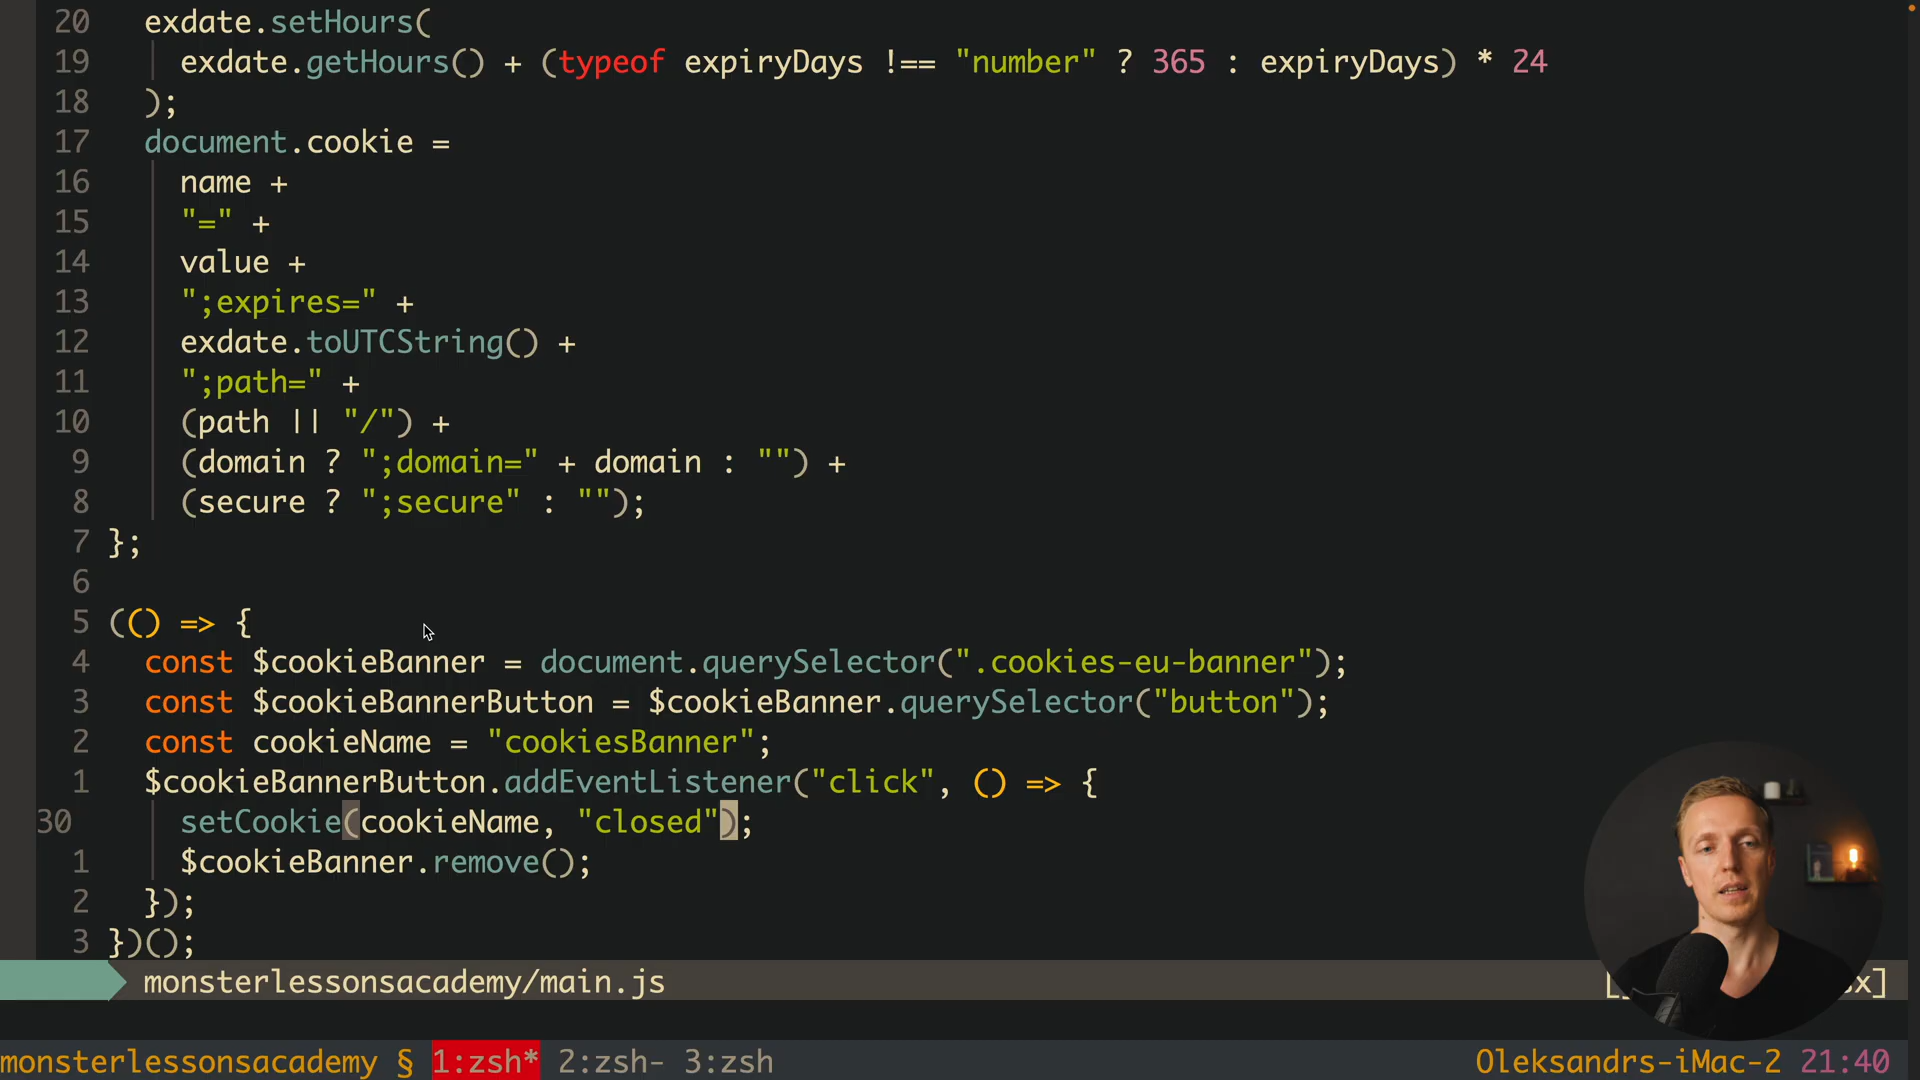 20 exdate.setHours(
19 exdate.getHours() + (typeof expiryDays !== "number" ? 365 : expiryDays) * 24
18 );
17 document.cookie =
16 name +
15 "=" +
14 value +
13 ";expires=" +
12 exdate.toUTCString() +
11 ";path=" +
10 (path || "/") +
9 (domain ? ";domain=" + domain : "") +
8 (secure ? ";secure" : "");
7 };
6
5 (() => {
4 const $cookieBanner = document.querySelector(".cookies-eu-banner");
3 const $cookieBannerButton = $cookieBanner.querySelector("button");
2 const cookieName = "cookiesBanner";
1 $cookieBannerButton.addEventListener("click", () => {
30 setCookie(cookieName, "closed");
1 $cookieBanner.remove();
2 });
3 })();
monsterlessonsacademy/main.js
monsterlessonsacademy § 1:zsh* 2:zsh- 3:zsh Oleksandrs-iMac-2 21:40